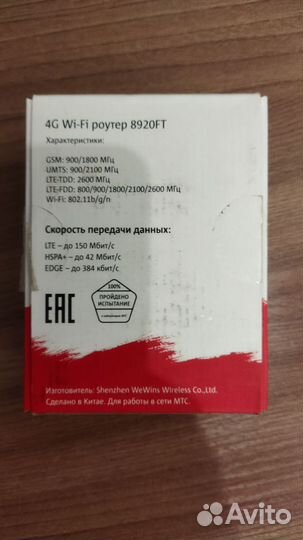 4G Wi-Fi роутер 8920FT
Характеристики:
GSM: 900/1800 МГц
UMTS: 900/2100 МГц
LTE-TDD: 2600 МГц
LTE-FDD: 800/900/1800/2100/2600 МГц
Wi-Fi: 802.11b/g/n
Скорость передачи данных:
LTE – до 150 Мбит/с
HSPA+ – до 42 Мбит/с
EDGE – до 384 кбит/с
EAC
100%
ПРОЙДЕНО
ИСПЫТАНИЕ
в лаборатории МТС
Изготовитель: Shenzhen WeWins Wireless Co.,Ltd.
Сделано в Китае. Для работы в сети МТС.
Avito